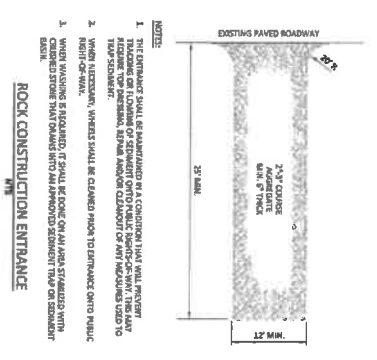 EXISTING PAVED ROADWAY
20' R
2"-3" COURSE
AGGREGATE
MIN. 6" THICK
25' MIN.
12' MIN.
NOTES:
1. THE ENTRANCE SHALL BE MAINTAINED IN A CONDITION THAT WILL PREVENT
TRACKING OR FLOWING OF SEDIMENT ONTO PUBLIC RIGHTS-OF-WAY. THIS MAY
REQUIRE TOP DRESSING, REPAIR AND/OR CLEANOUT OF ANY MEASURES USED TO
TRAP SEDIMENT.
2. WHEN NECESSARY, WHEELS SHALL BE CLEANED PRIOR TO ENTRANCE ONTO PUBLIC
RIGHT-OF-WAY.
3. WHEN WASHING IS REQUIRED, IT SHALL BE DONE ON AN AREA STABILIZED WITH
CRUSHED STONE THAT DRAINS INTO AN APPROVED SEDIMENT TRAP OR SEDIMENT
BASIN.
ROCK CONSTRUCTION ENTRANCE
NTS